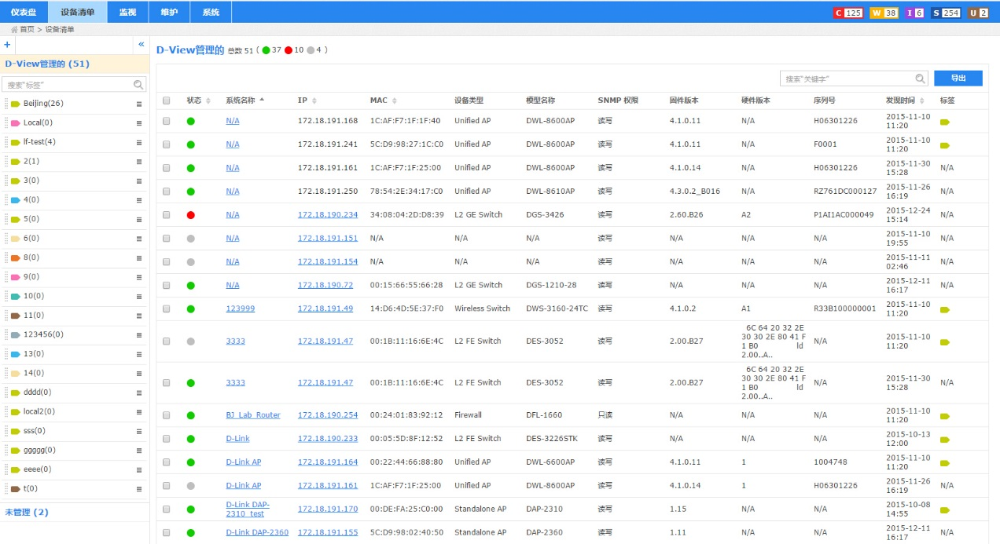 仪表盘 设备清单 监视 维护 系统 C 125 W 38 I 6 S 254 U 2
首页 > 设备清单
+ «
D-View管理的 (51)
搜索“标签”
Beijing(26)
Local(0)
lf-test(4)
2(1)
3(0)
4(0)
5(0)
6(0)
8(0)
9(0)
10(0)
11(0)
123456(0)
13(0)
14(0)
dddd(0)
local2(0)
sss(0)
ggggg(0)
eeee(0)
t(0)
未管理 (2)
D-View管理的 总数 51 ( 37 10 4 )
搜索“关键字” 导出
状态 系统名称 IP MAC 设备类型 模型名称 SNMP 权限 固件版本 硬件版本 序列号 发现时间 标签
N/A 172.18.191.168 1C:AF:F7:1F:1F:40 Unified AP DWL-8600AP 读写 4.1.0.11 N/A H06301226 2015-11-10
11:20
N/A 172.18.191.241 5C:D9:98:27:1C:C0 Unified AP DWL-8600AP 读写 4.1.0.11 N/A F0001 2015-11-10
11:20
N/A 172.18.191.161 1C:AF:F7:1F:25:00 Unified AP DWL-8600AP 读写 4.1.0.14 N/A H06301226 2015-11-30 N/A
15:28
N/A 172.18.191.250 78:54:2E:34:17:C0 Unified AP DWL-8610AP 读写 4.3.0.2_B016 N/A RZ761DC000127 2015-11-26 N/A
16:19
N/A 172.18.190.234 34:08:04:2D:D8:39 L2 GE Switch DGS-3426 读写 2.60.B26 A2 P1AI1AC000049 2015-12-24 N/A
15:14
N/A 172.18.191.151 N/A N/A N/A 读写 N/A N/A N/A 2015-11-10 N/A
19:55
N/A 172.18.191.154 N/A N/A N/A 读写 N/A N/A N/A 2015-11-11 N/A
02:46
N/A 172.18.190.72 00:15:66:55:66:28 L2 GE Switch DGS-1210-28 读写 N/A N/A N/A 2015-12-11 N/A
16:17
123999 172.18.191.49 14:D6:4D:5E:37:F0 Wireless Switch DWS-3160-24TC 读写 4.1.0.2 A1 R33B100000001 2015-11-10
11:20
3333 172.18.191.47 00:1B:11:16:6E:4C L2 FE Switch DES-3052 读写 2.00.B27 6C 64 20 32 2E N/A 2015-11-10
30 30 2E 80 41 F 11:20
1 B0 ld
2.00..A..
3333 172.18.191.47 00:1B:11:16:6E:4C L2 FE Switch DES-3052 读写 2.00.B27 6C 64 20 32 2E N/A 2015-11-30 N/A
30 30 2E 80 41 F 15:28
1 B0 ld
2.00..A..
BJ_Lab_Router 172.18.190.254 00:24:01:83:92:12 Firewall DFL-1660 只读 N/A N/A N/A 2015-11-10
11:20
D-Link 172.18.190.233 00:05:5D:8F:12:52 L2 FE Switch DES-3226STK 读写 N/A N/A N/A 2015-10-13
12:00
D-Link AP 172.18.191.164 00:22:44:66:88:80 Unified AP DWL-6600AP 读写 4.1.0.11 1 1004748 2015-11-10
11:20
D-Link AP 172.18.191.161 1C:AF:F7:1F:25:00 Unified AP DWL-8600AP 读写 4.1.0.14 1 H06301226 2015-11-26 N/A
16:19
D-Link DAP- 172.18.191.170 00:DE:FA:25:C0:00 Standalone AP DAP-2310 读写 1.15 N/A N/A 2015-10-08
2310_test 14:55
D-Link DAP-2360 172.18.191.155 5C:D9:98:02:40:50 Standalone AP DAP-2360 读写 1.11 N/A N/A 2015-12-11 N/A
16:17